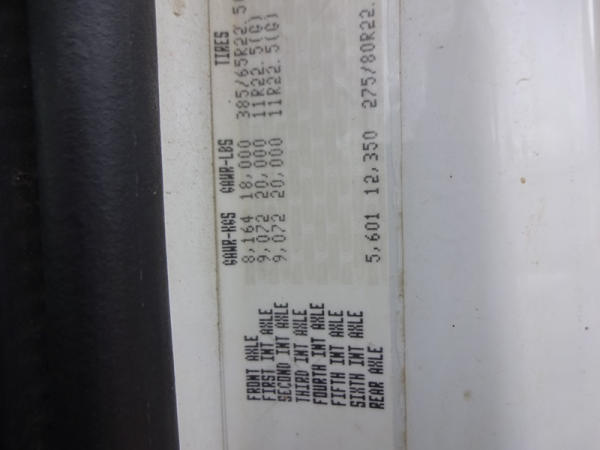 GAWR-KGS GAWR-LBS TIRES
FRONT AXLE 8,164 18,000 385/65R22.5(
FIRST INT AXLE 9,072 20,000 11R22.5(G)
SECOND INT AXLE 9,072 20,000 11R22.5(G)
THIRD INT AXLE
FOURTH INT AXLE
FIFTH INT AXLE
SIXTH INT AXLE
REAR AXLE 5,601 12,350 275/80R22.